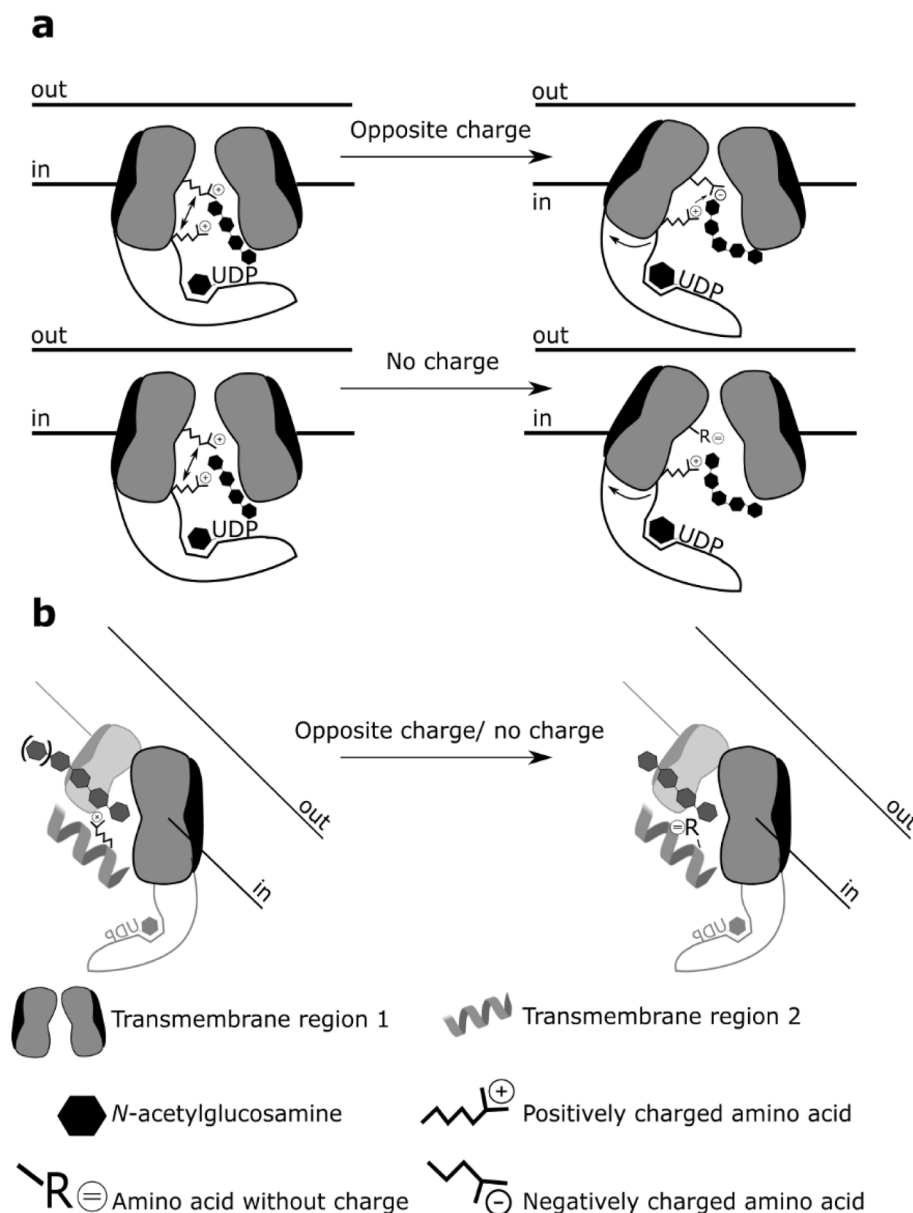 a
out
out
Opposite charge
in
in
+
−
+
+
UDP
UDP
out
out
No charge
in
in
+
R =
+
+
UDP
UDP
b
Opposite charge/ no charge
out
out
+
=R
in
in
UDP
UDP
Transmembrane region 1
Transmembrane region 2
N-acetylglucosamine
+
Positively charged amino acid
R = Amino acid without charge
−
Negatively charged amino acid